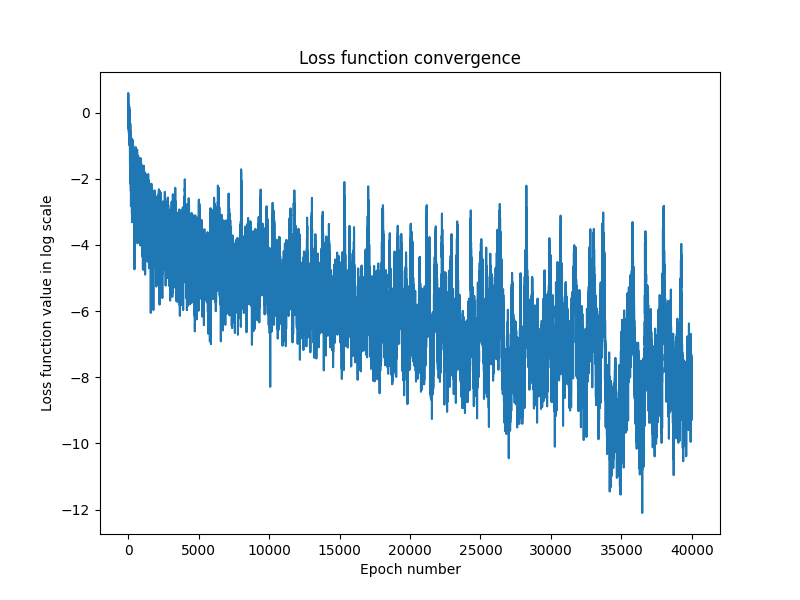 Loss function convergence
Loss function value in log scale
0
−2
−4
−6
−8
−10
−12
0 5000 10000 15000 20000 25000 30000 35000 40000
Epoch number